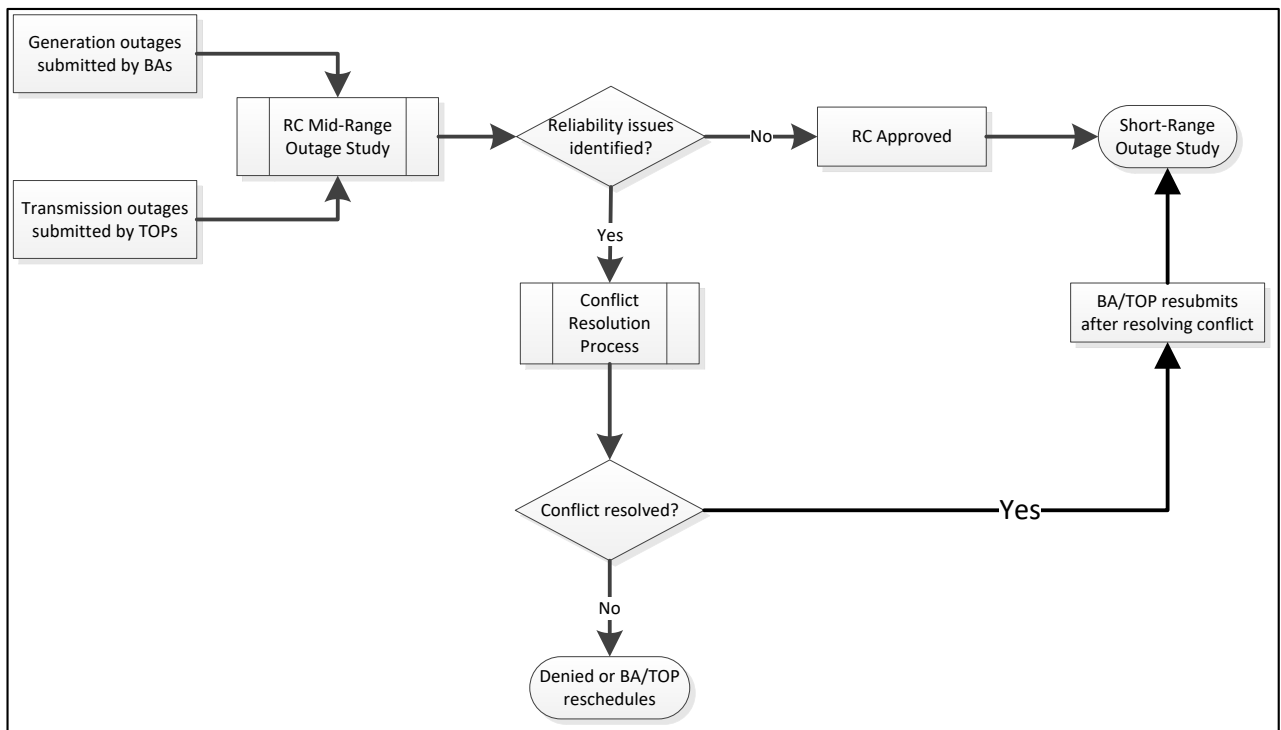 Generation outages
submitted by BAs
RC Mid-Range
Outage Study
Reliability issues
identified?
No
RC Approved
Short-Range
Outage Study
Transmission outages
submitted by TOPs
Yes
Conflict
Resolution
Process
BA/TOP resubmits
after resolving conflict
Conflict resolved?
Yes
No
Denied or BA/TOP
reschedules